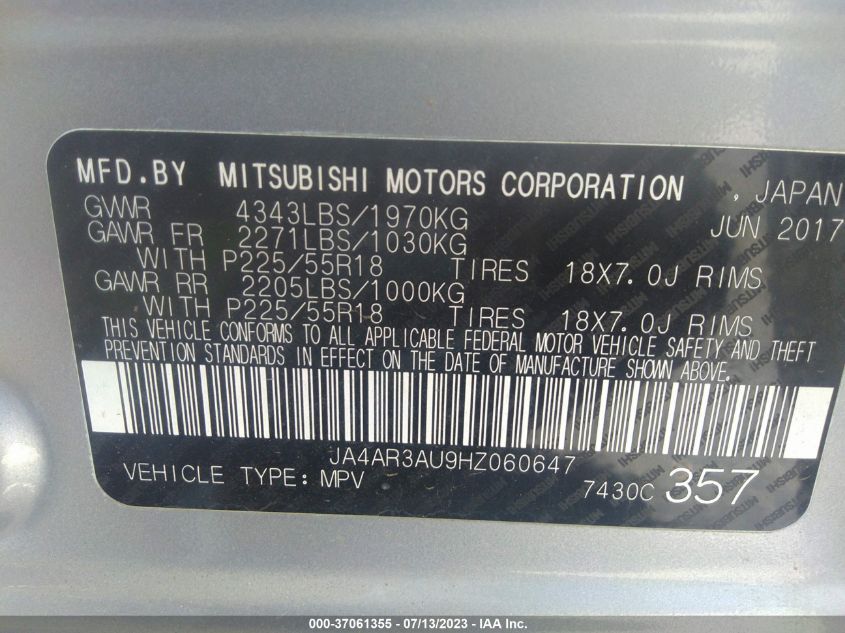 MFD.BY MITSUBISHI MOTORS CORPORATION , JAPAN
GVWR 4343LBS/1970KG JUN 2017
GAWR FR 2271LBS/1030KG
WITH P225/55R18 TIRES 18X7.0J RIMS
GAWR RR 2205LBS/1000KG
WITH P225/55R18 TIRES 18X7.0J RIMS
THIS VEHICLE CONFORMS TO ALL APPLICABLE FEDERAL MOTOR VEHICLE SAFETY AND THEFT
PREVENTION STANDARDS IN EFFECT ON THE DATE OF MANUFACTURE SHOWN ABOVE.
JA4AR3AU9HZ060647
VEHICLE TYPE: MPV 7430C 357
000-37061355 - 07/13/2023 - IAA Inc.